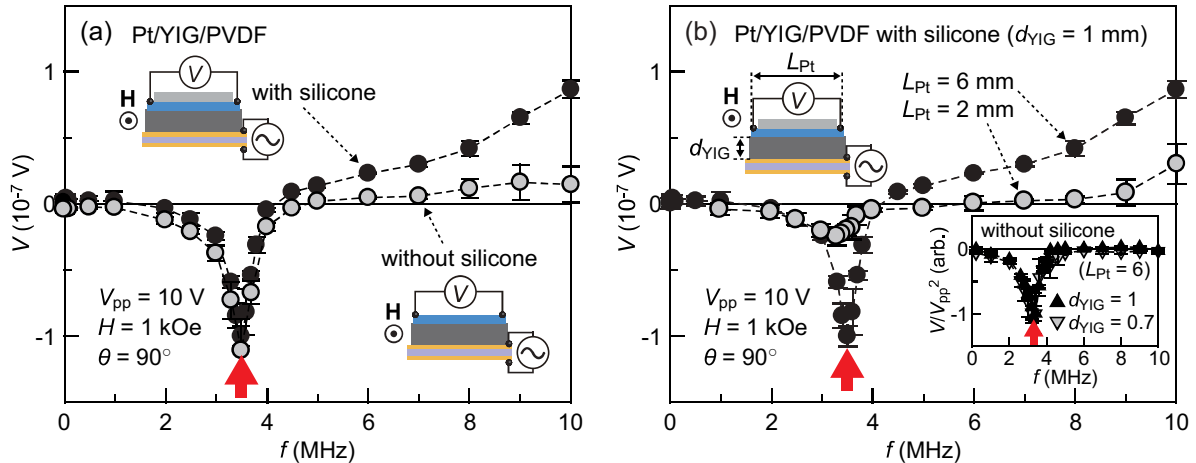 (a) Pt/YIG/PVDF
V
H
with silicone
1
0
-1
V (10⁻⁷ V)
without silicone
V
H
Vpp = 10 V
H = 1 kOe
θ = 90°
0 2 4 6 8 10
f (MHz)
(b) Pt/YIG/PVDF with silicone (dYIG = 1 mm)
LPt
V
H
dYIG
LPt = 6 mm
LPt = 2 mm
1
0
-1
V (10⁻⁷ V)
Vpp = 10 V
H = 1 kOe
θ = 90°
without silicone
(LPt = 6)
dYIG = 1
dYIG = 0.7
0
-1
V/Vpp² (arb.)
0 2 4 6 8 10
f (MHz)
0 2 4 6 8 10
f (MHz)